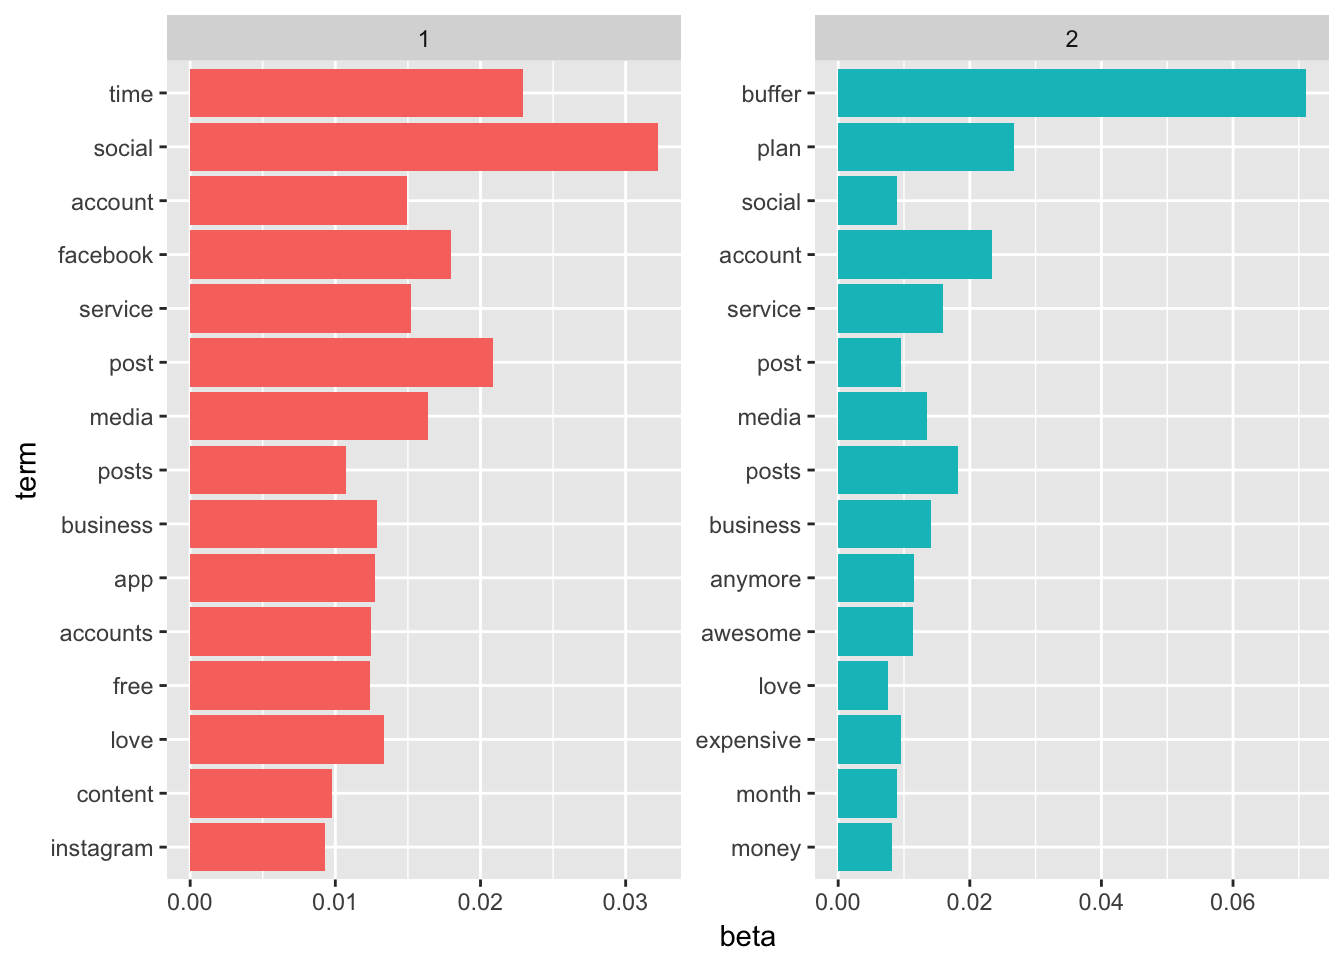 1
time
social
account
facebook
service
post
media
posts
business
app
accounts
free
love
content
instagram
0.00 0.01 0.02 0.03
2
buffer
plan
social
account
service
post
media
posts
business
anymore
awesome
love
expensive
month
money
0.00 0.02 0.04 0.06
term
beta